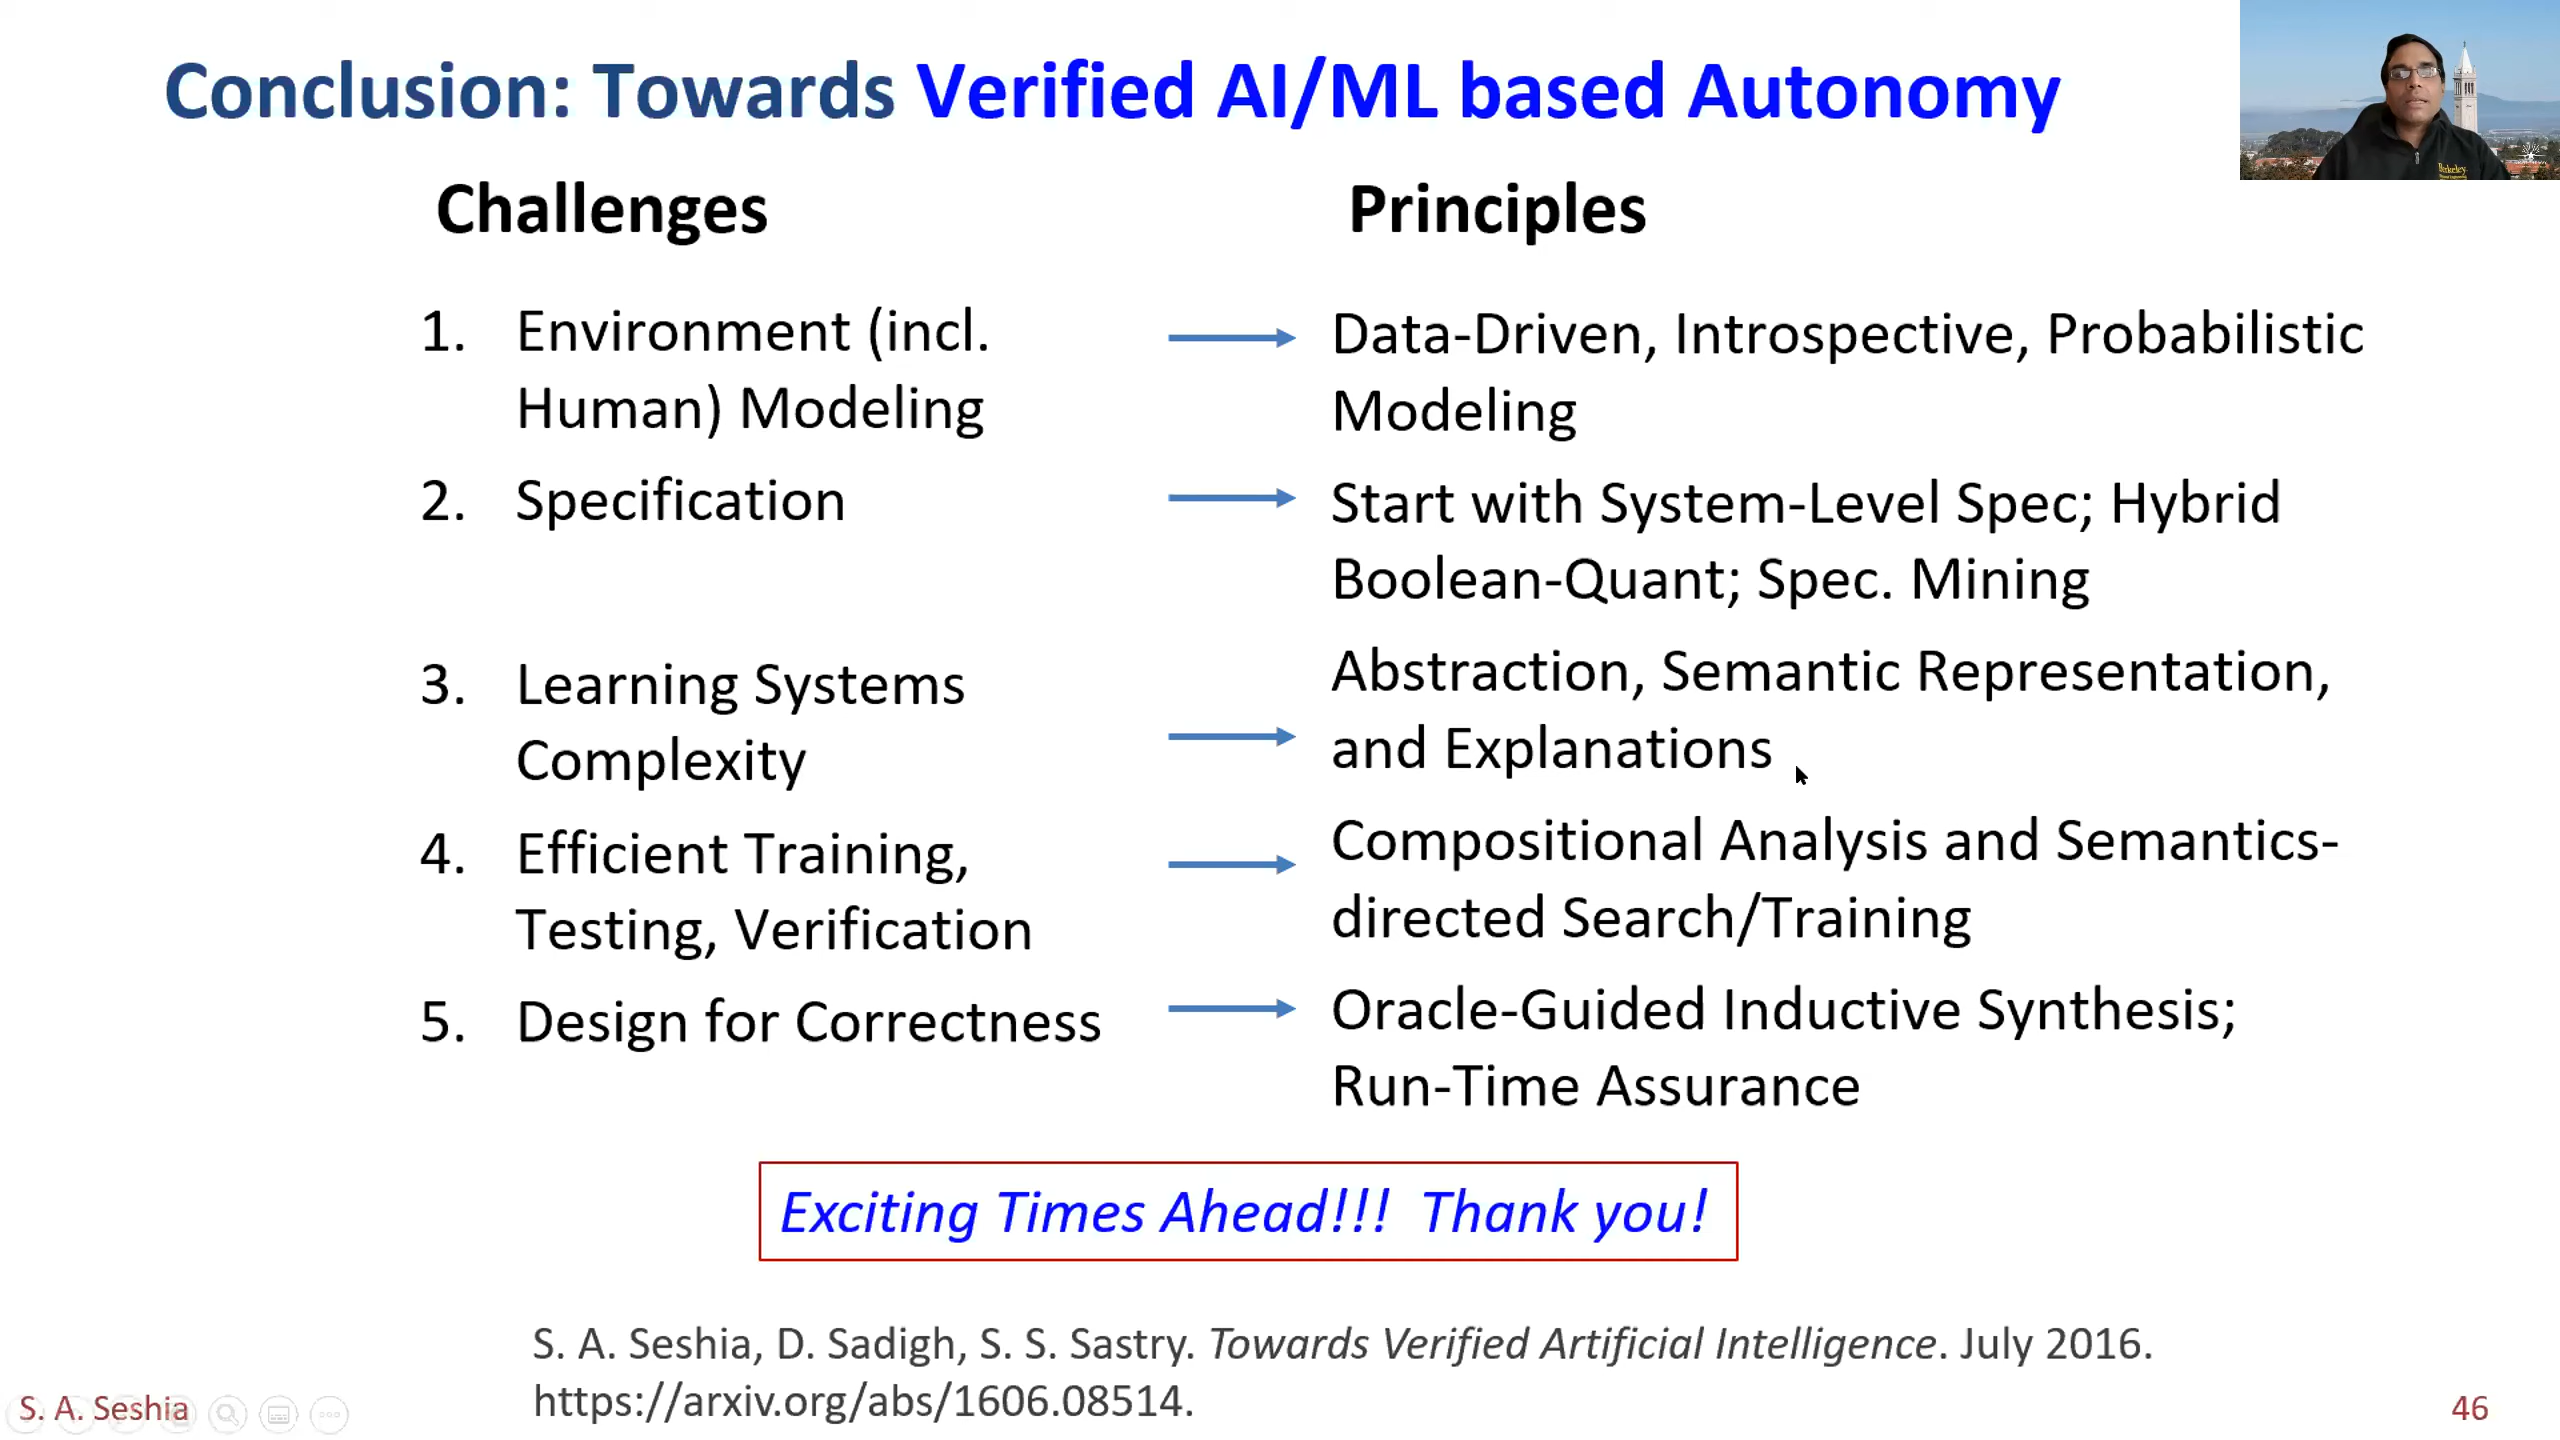 Conclusion: Towards Verified AI/ML based Autonomy
Challenges
Principles
1. Environment (incl.
Human) Modeling
Data-Driven, Introspective, Probabilistic
Modeling
2. Specification
Start with System-Level Spec; Hybrid
Boolean-Quant; Spec. Mining
3. Learning Systems
Complexity
Abstraction, Semantic Representation,
and Explanations
4. Efficient Training,
Testing, Verification
Compositional Analysis and Semantics-
directed Search/Training
5. Design for Correctness
Oracle-Guided Inductive Synthesis;
Run-Time Assurance
Exciting Times Ahead!!! Thank you!
S. A. Seshia, D. Sadigh, S. S. Sastry. Towards Verified Artificial Intelligence. July 2016.
https://arxiv.org/abs/1606.08514.
S. A. Seshia
46
Berkeley